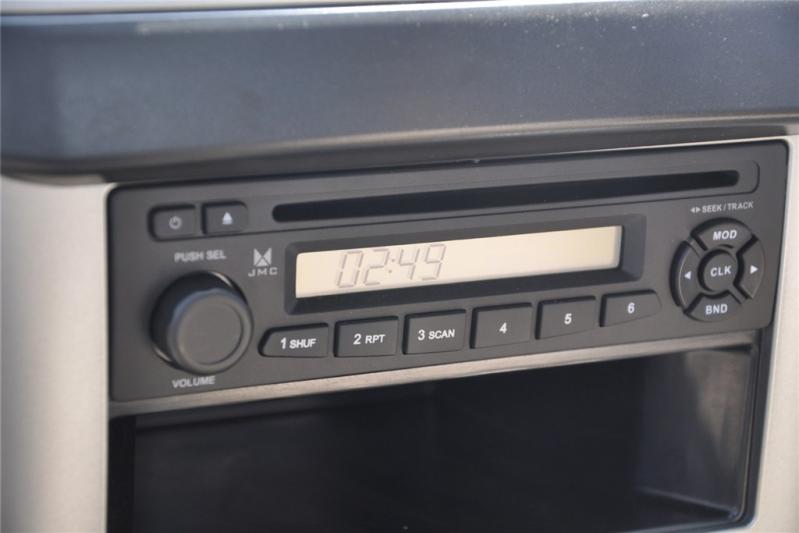 SEEK / TRACK
PUSH SEL
JMC
02:49
MOD
CLK
BND
1 SHUF
2 RPT
3 SCAN
4
5
6
VOLUME